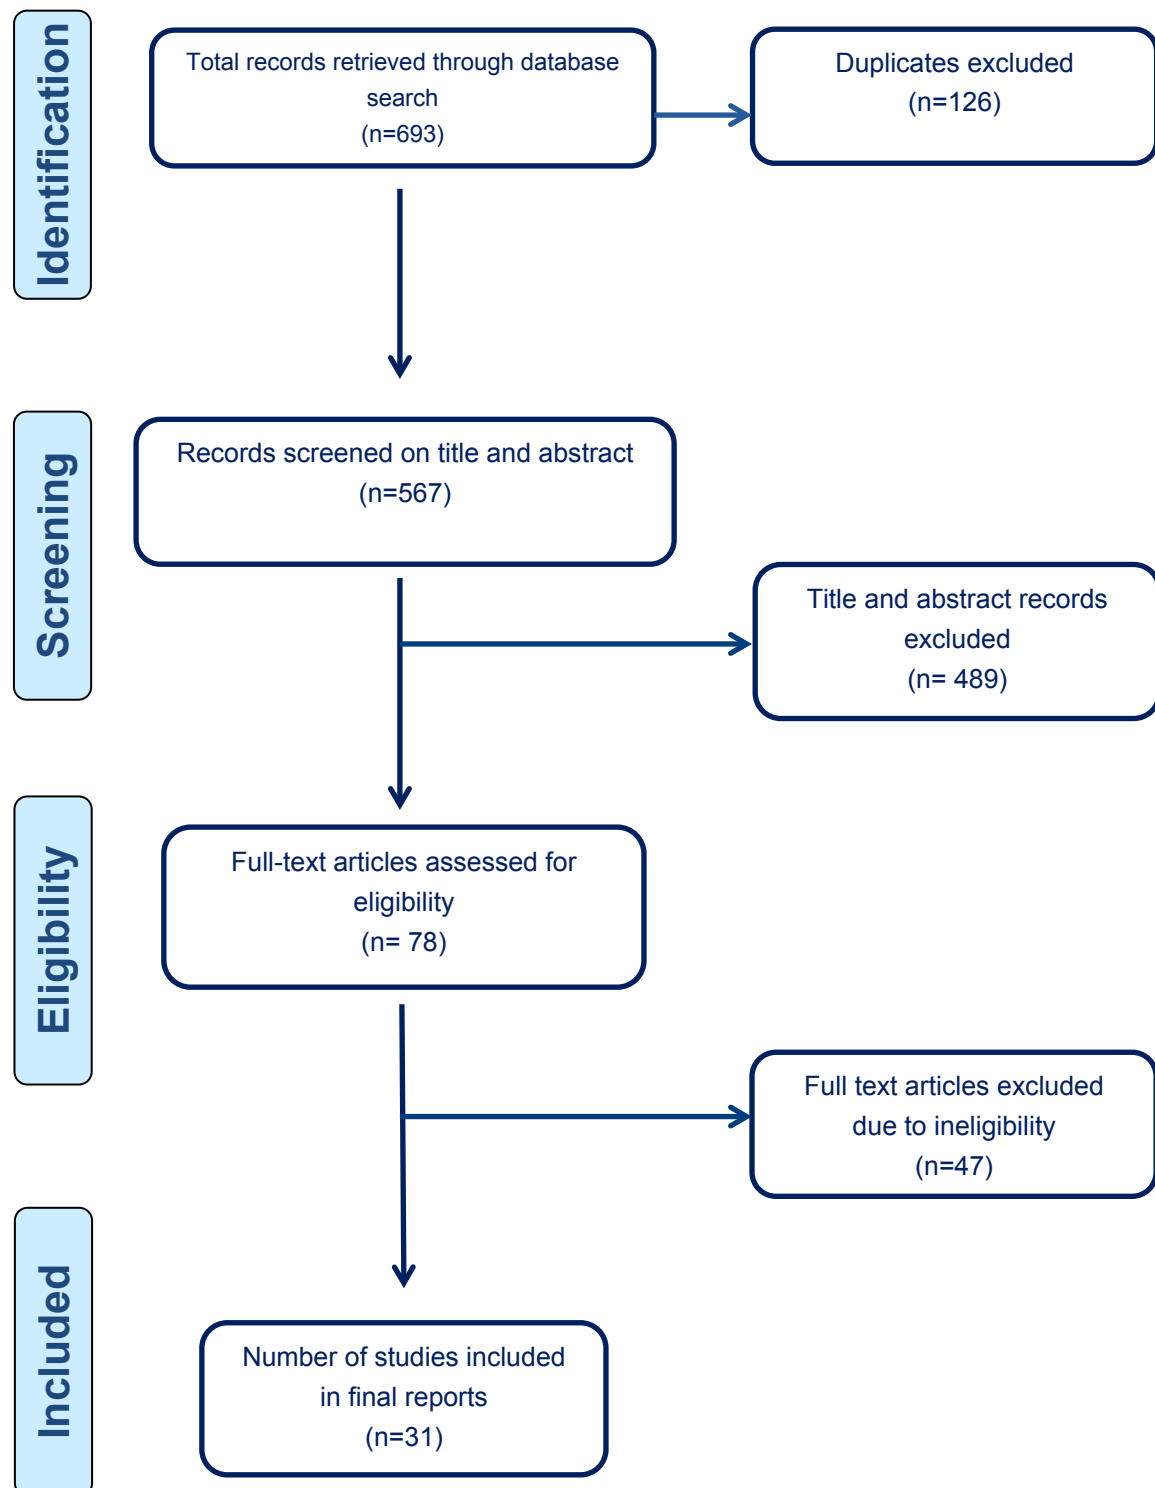 Identification
Total records retrieved through database
search
(n=693)
Duplicates excluded
(n=126)
Screening
Records screened on title and abstract
(n=567)
Title and abstract records
excluded
(n= 489)
Eligibility
Full-text articles assessed for
eligibility
(n= 78)
Full text articles excluded
due to ineligibility
(n=47)
Included
Number of studies included
in final reports
(n=31)